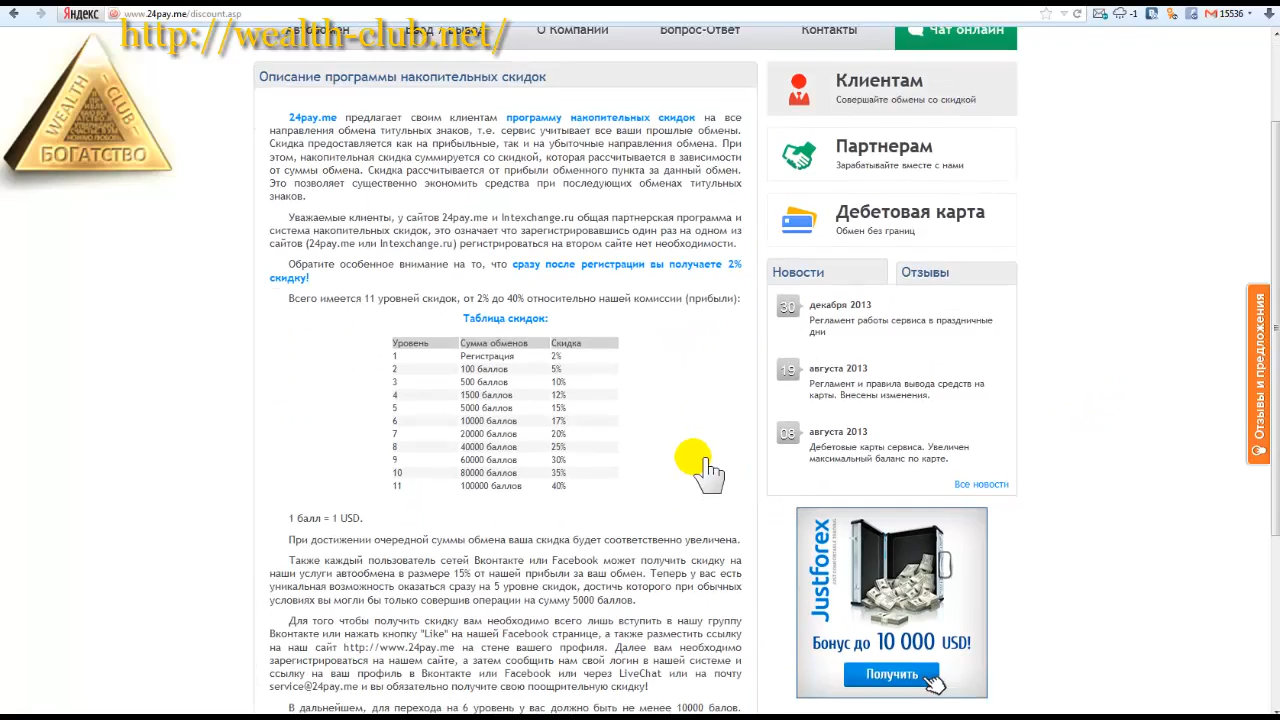 Яндекс
www.24pay.me/discount.asp
-1
15536
http://wealth-club.net/
WEALTH
CLUB
БОГАТСТВО
О Компании
Вопрос-Ответ
Контакты
Чат онлайн
Описание программы накопительных скидок
24pay.me предлагает своим клиентам программу накопительных скидок на все
направления обмена титульных знаков, т.е. сервис учитывает все ваши прошлые обмены.
Скидка предоставляется как на прибыльные, так и на убыточные направления обмена. При
этом, накопительная скидка суммируется со скидкой, которая рассчитывается в зависимости
от суммы обмена. Скидка рассчитывается от прибыли обменного пункта за данный обмен.
Это позволяет существенно экономить средства при последующих обменах титульных
знаков.
Уважаемые клиенты, у сайтов 24pay.me и Intexchange.ru общая партнерская программа и
система накопительных скидок, это означает что зарегистрировавшись один раз на одном из
сайтов (24pay.me или Intexchange.ru) регистрироваться на втором сайте нет необходимости.
Обратите особенное внимание на то, что сразу после регистрации вы получаете 2%
скидку!
Всего имеется 11 уровней скидок, от 2% до 40% относительно нашей комиссии (прибыли):
Таблица скидок:
Уровень Сумма обменов Скидка
1 Регистрация 2%
2 100 баллов 5%
3 500 баллов 10%
4 1500 баллов 12%
5 5000 баллов 15%
6 10000 баллов 17%
7 20000 баллов 20%
8 40000 баллов 25%
9 60000 баллов 30%
10 80000 баллов 35%
11 100000 баллов 40%
1 балл = 1 USD.
При достижении очередной суммы обмена ваша скидка будет соответственно увеличена.
Также каждый пользователь сетей Вконтакте или Facebook может получить скидку на
наши услуги автообмена в размере 15% от нашей прибыли за ваш обмен. Теперь у вас есть
уникальная возможность оказаться сразу на 5 уровне скидок, достичь которого при обычных
условиях вы могли бы только совершив операции на сумму 5000 баллов.
Для того чтобы получить скидку вам необходимо всего лишь вступить в нашу группу
Вконтакте или нажать кнопку "Like" на нашей Facebook странице, а также разместить ссылку
на наш сайт http://www.24pay.me на стене вашего профиля. Далее вам необходимо
зарегистрироваться на нашем сайте, а затем сообщить нам свой логин в нашей системе и
ссылку на ваш профиль в Вконтакте или Facebook или через LiveChat или на почту
service@24pay.me и вы обязательно получите свою поощрительную скидку!
В дальнейшем, для перехода на 6 уровень у вас должно быть не менее 10000 балов.
Клиентам
Совершайте обмены со скидкой
Партнерам
Зарабатывайте вместе с нами
Дебетовая карта
Обмен без границ
Новости
Отзывы
30
декабря 2013
Регламент работы сервиса в праздничные
дни
19
августа 2013
Регламент и правила вывода средств на
карты. Внесены изменения.
08
августа 2013
Дебетовые карты сервиса. Увеличен
максимальный баланс по карте.
Все новости
Justforex
Бонус до 10 000 USD!
Получить
Отзывы и предложения